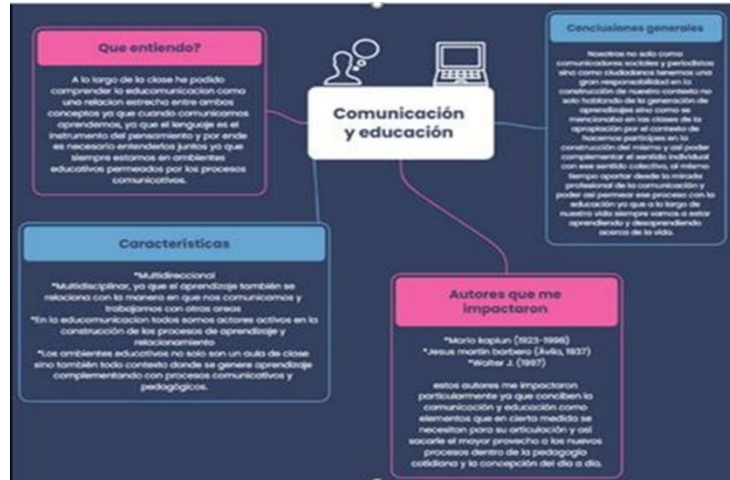 Comunicación
y educación
Que entiendo?
A lo largo de la clase he podido
comprender la educomunicacion como
una relacion estrecha entre ambos
conceptos ya que cuando comunicamos
aprendemos, ya que el lenguaje es el
instrumento del pensamiento y por ende
es necesario entenderlos juntos ya que
siempre estamos en ambientes
educativos permeados por los procesos
comunicativos.
Características
*Multidireccional
*Multidisciplinar, ya que el aprendizaje también se
relaciona con la manera en que nos comunicamos y
trabajamos con otras areas
*En la educomunicacion todos somos actores activos en la
construcción de los procesos de aprendizaje y
relacionamiento
*Los ambientes educativos no solo son un aula de clase
sino también todo contexto donde se genere aprendizaje
complementando con procesos comunicativos y
pedagógicos.
Autores que me
impactaron
*Mario kaplun (1923-1998)
*Jesus martin barbero (Ávila, 1937)
*Walter J. (1997)
estos autores me impactaron
particularmente ya que conciben la
comunicación y educación como
elementos que en cierta medida se
necesitan para su articulación y asi
sacarle el mayor provecho a los nuevos
procesos dentro de la pedagogía
cotidiana y la concepción del dia a dia.
Conclusiones generales
Nosotros no solo como
comunicadores sociales y periodistas
sino como ciudadanos tenemos una
gran responsabilidad en la
construcción de nuestro contexto no
solo hablando de la generación de
aprendizajes sino como se
mencionaba en las clases de la
apropiación por el contexto de
hacernos participes en la
construcción del mismo y asi poder
complementar el sentido individual
con ese sentido colectivo, al mismo
tiempo aportar desde la mirada
profesional de la comunicación y
poder asi permear ese proceso con la
educación ya que a lo largo de
nuestra vida siempre vamos a estar
aprendiendo y desaprendiendo
acerca de la vida.